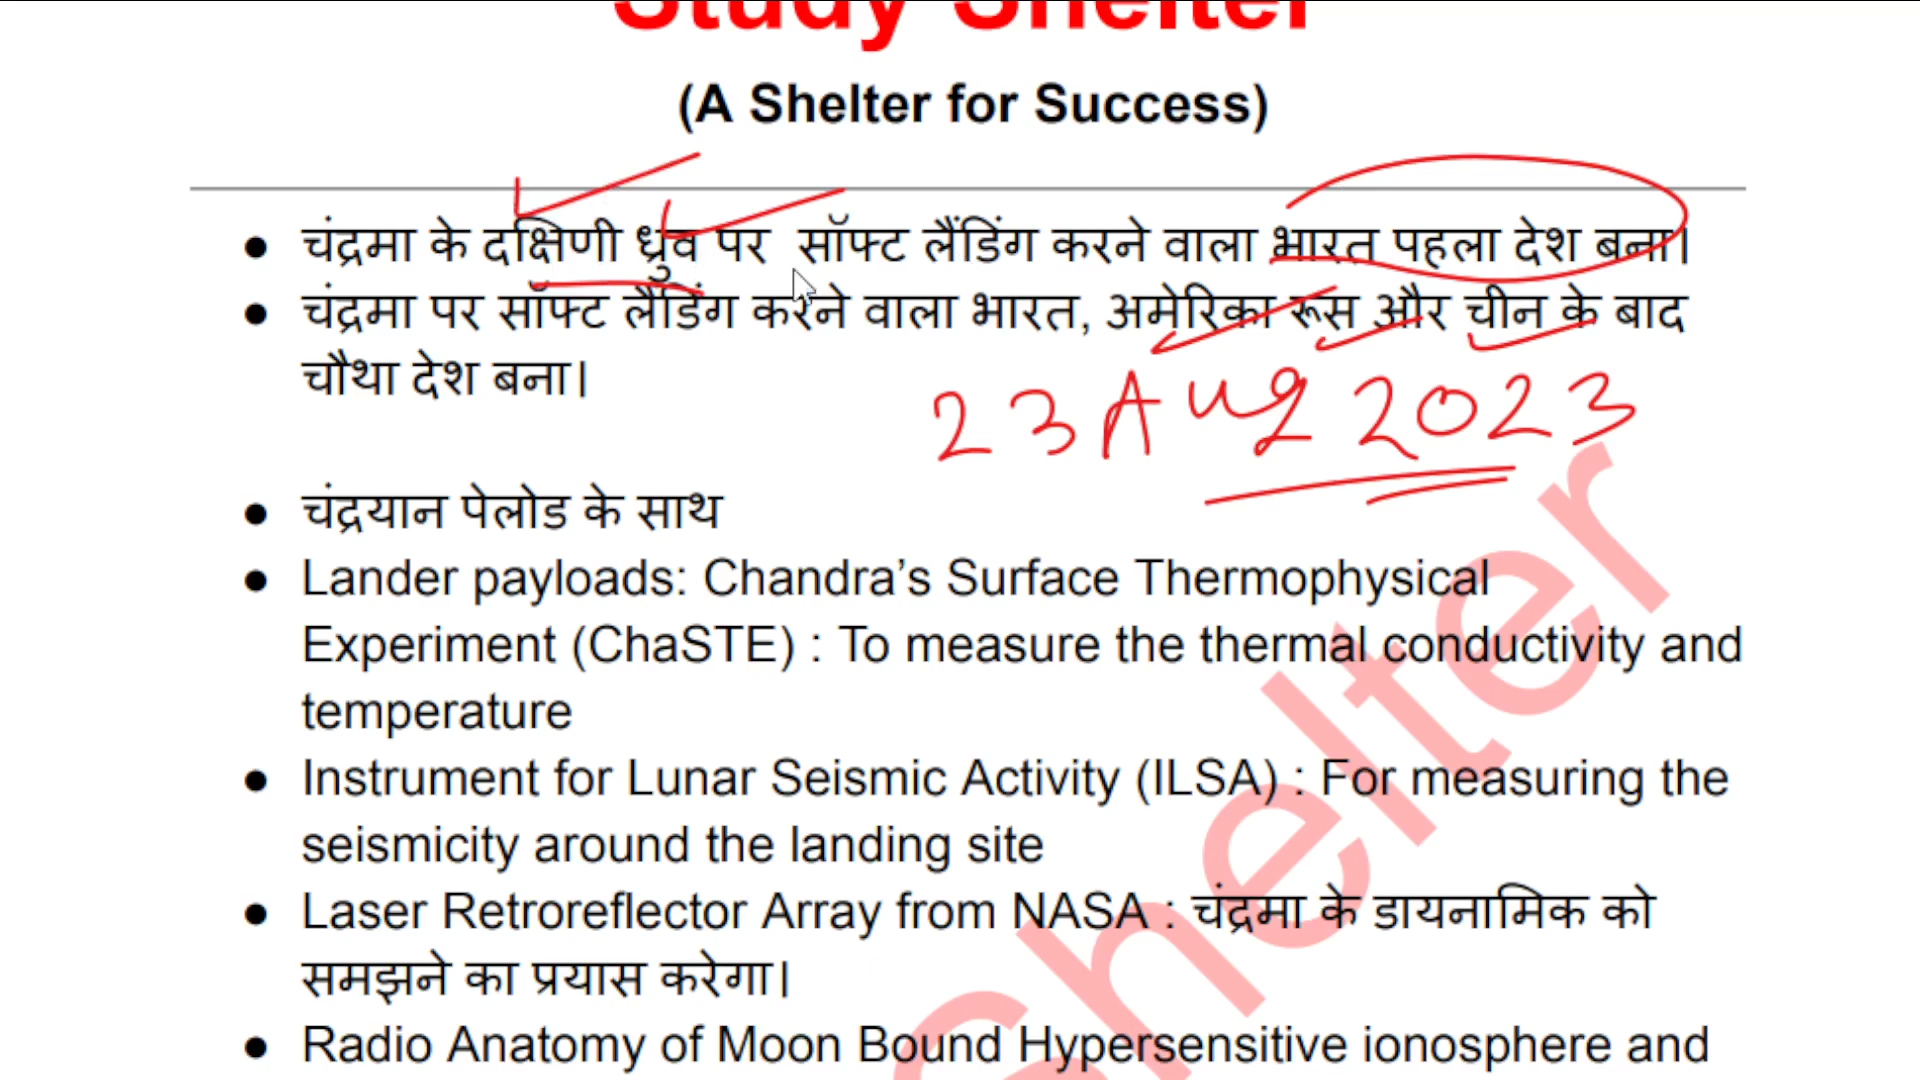 Study Shelter
(A Shelter for Success)
● चंद्रमा के दक्षिणी ध्रुव पर सॉफ्ट लैंडिंग करने वाला भारत पहला देश बना।
● चंद्रमा पर सॉफ्ट लैंडिंग करने वाला भारत, अमेरिका रूस और चीन के बाद
चौथा देश बना।
23 Aug 2023
● चंद्रयान पेलोड के साथ
● Lander payloads: Chandra’s Surface Thermophysical
Experiment (ChaSTE) : To measure the thermal conductivity and
temperature
● Instrument for Lunar Seismic Activity (ILSA) : For measuring the
seismicity around the landing site
● Laser Retroreflector Array from NASA : चंद्रमा के डायनामिक को
समझने का प्रयास करेगा।
● Radio Anatomy of Moon Bound Hypersensitive ionosphere and
Shelter